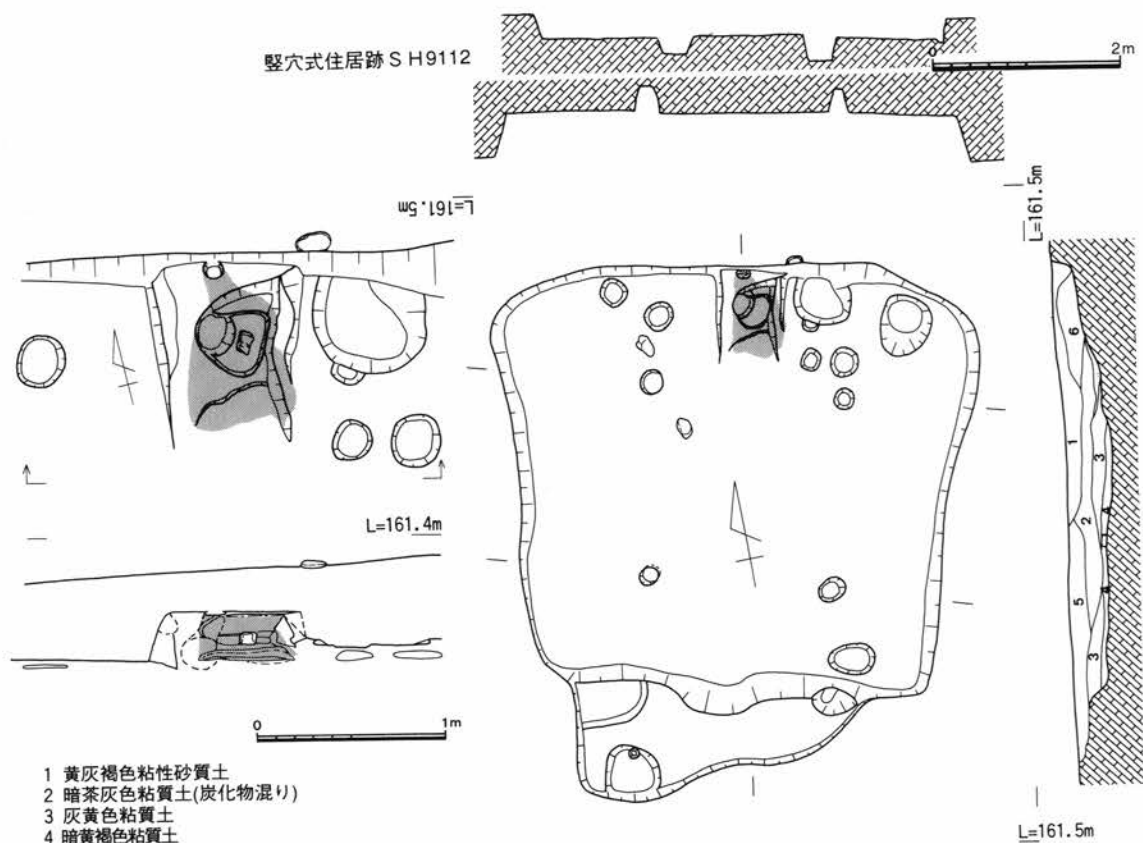 竪穴式住居跡ＳＨ9112
0 2m
L=161.5m
L=161.5m
L=161.4m
6
1
3
2
4
5
3
L=161.5m
0 1m
1 黄灰褐色粘性砂質土
2 暗茶灰色粘質土(炭化物混り)
3 灰黄色粘質土
4 暗黄褐色粘質土